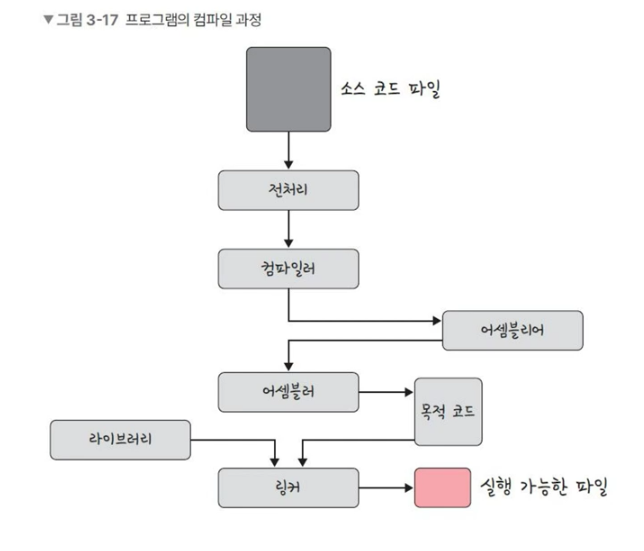 ▼그림 3-17 프로그램의 컴파일 과정
소스 코드 파일
전처리
컴파일러
어셈블리어
어셈블러
목적 코드
라이브러리
링커
실행 가능한 파일